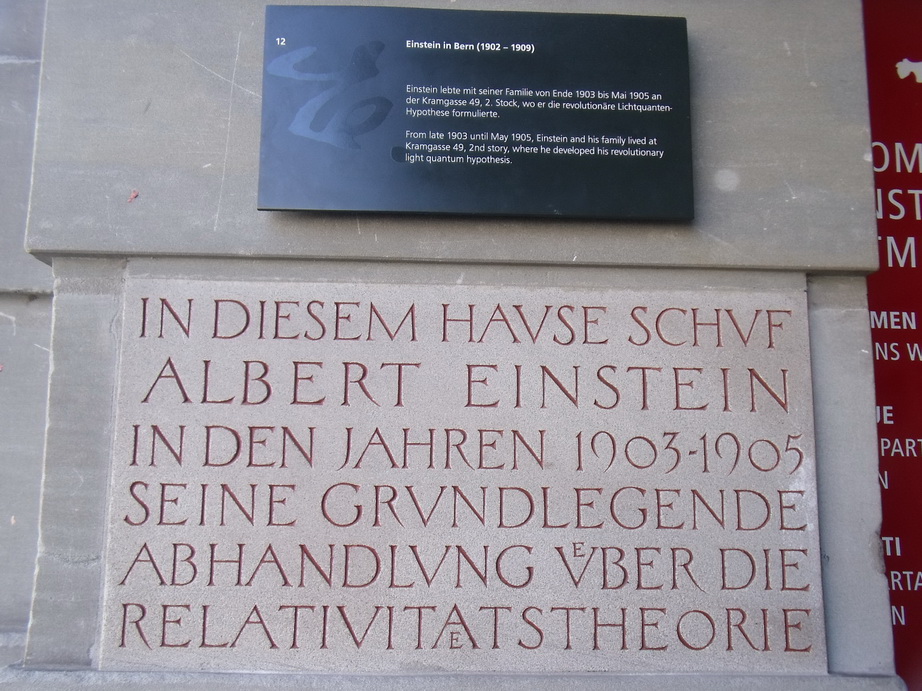 12
Einstein in Bern (1902 – 1909)
Einstein lebte mit seiner Familie von Ende 1903 bis Mai 1905 an
der Kramgasse 49, 2. Stock, wo er die revolutionäre Lichtquanten-
Hypothese formulierte.
From late 1903 until May 1905, Einstein and his family lived at
Kramgasse 49, 2nd story, where he developed his revolutionary
light quantum hypothesis.
IN DIESEM HAVSE SCHVF
ALBERT EINSTEIN
IN DEN JAHREN 1903-1905
SEINE GRVNDLEGENDE
ABHANDLVNG VͤBER DIE
RELATIVITAͤTSTHEORIE